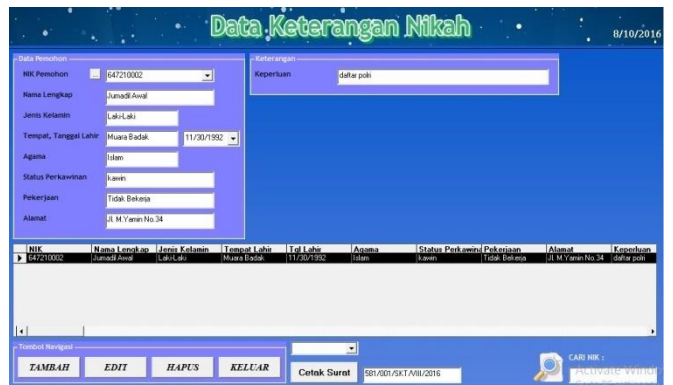 Data Keterangan Nikah
8/10/2016
Data Pemohon
NIK Pemohon ... 647210002
Nama Lengkap Jumadil Awal
Jenis Kelamin Laki-Laki
Tempat, Tanggal Lahir Muara Badak 11/30/1992
Agama Islam
Status Perkawinan kawin
Pekerjaan Tidak Bekerja
Alamat Jl. M.Yamin No.34
Keterangan
Keperluan daftar polri
NIK Nama Lengkap Jenis Kelamin Tempat Lahir Tgl Lahir Agama Status Perkawina Pekerjaan Alamat Keperluan
647210002 Jumadil Awal Laki-Laki Muara Badak 11/30/1992 Islam kawin Tidak Bekerja Jl. M.Yamin No.34 daftar polri
Tombol Navigasi
TAMBAH EDIT HAPUS KELUAR
Cetak Surat 581/001/SKT/VIII/2016
CARI NIK :
Activate Windo